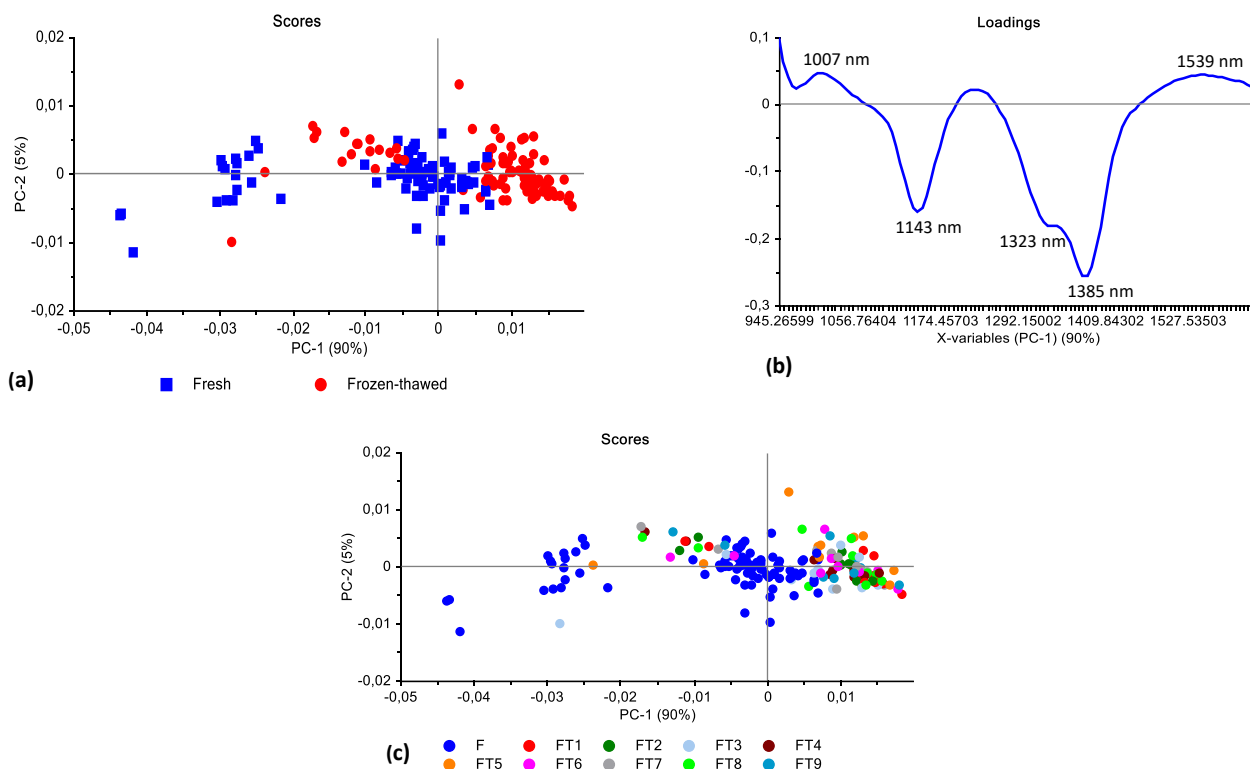 Scores
0,02
0,01
0
-0,01
-0,02
PC-2 (5%)
-0,05 -0,04 -0,03 -0,02 -0,01 0 0,01
PC-1 (90%)
(a)
Fresh Frozen-thawed
Loadings
0,1
0
-0,1
-0,2
-0,3
1007 nm
1539 nm
1143 nm
1323 nm
1385 nm
945.26599 1056.76404 1174.45703 1292.15002 1409.84302 1527.53503
X-variables (PC-1) (90%)
(b)
Scores
0,02
0,01
0
-0,01
-0,02
PC-2 (5%)
-0,05 -0,04 -0,03 -0,02 -0,01 0 0,01
PC-1 (90%)
(c)
F FT1 FT2 FT3 FT4
FT5 FT6 FT7 FT8 FT9